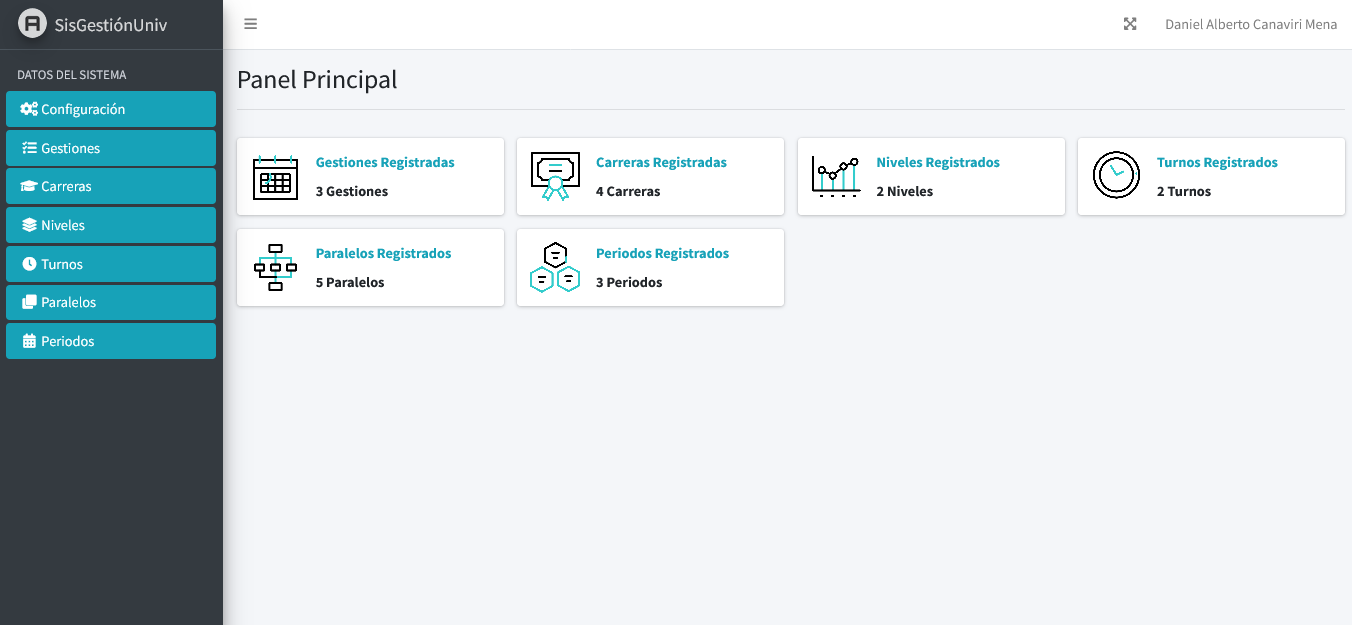 SisGestiónUniv
Daniel Alberto Canaviri Mena
DATOS DEL SISTEMA
Configuración
Gestiones
Carreras
Niveles
Turnos
Paralelos
Periodos
Panel Principal
Gestiones Registradas
3 Gestiones
Carreras Registradas
4 Carreras
Niveles Registrados
2 Niveles
Turnos Registrados
2 Turnos
Paralelos Registrados
5 Paralelos
Periodos Registrados
3 Periodos